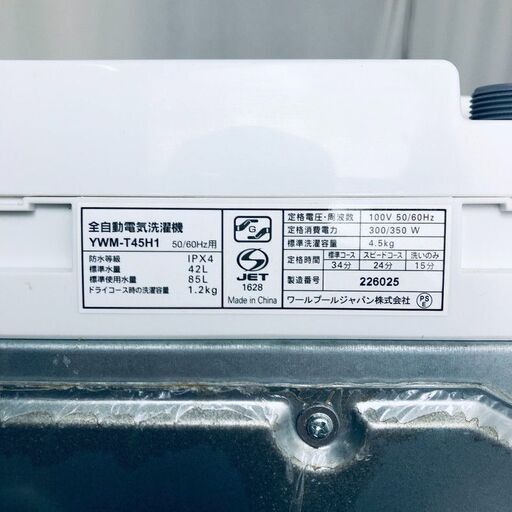 全自動電気洗濯機
YWM-T45H1 50/60Hz用
防水等級 IPX4
標準水量 42L
標準使用水量 85L
ドライコース時の洗濯容量 1.2kg
G
JET
1628
Made in China
定格電圧・周波数 100V 50/60Hz
定格消費電力 300/350 W
標準洗濯容量 4.5kg
定格時間 標準コース スピードコース 洗いのみ
34分 24分 15分
製造番号 226025
ワールプールジャパン株式会社
PS
E